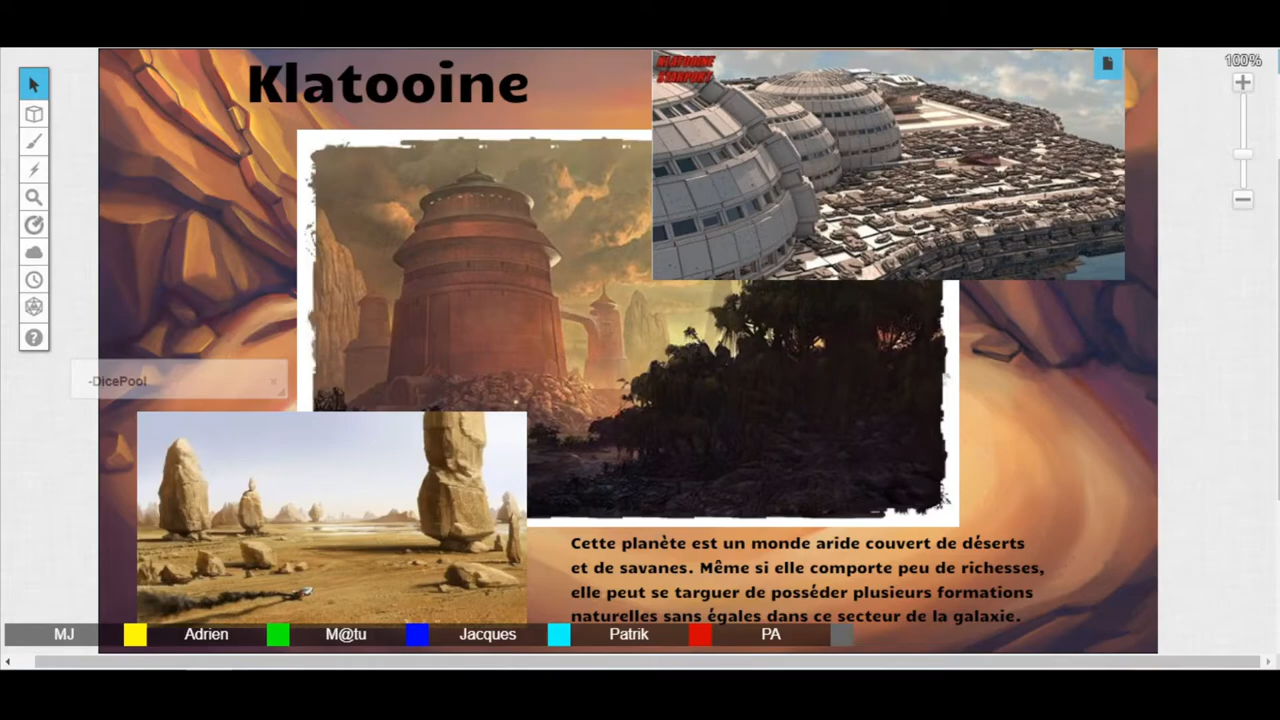 Klatooine
KLATOOINE
STARPORT
100%
-DicePool
x
Cette planète est un monde aride couvert de déserts
et de savanes. Même si elle comporte peu de richesses,
elle peut se targuer de posséder plusieurs formations
naturelles sans égales dans ce secteur de la galaxie.
MJ
Adrien
M@tu
Jacques
Patrik
PA